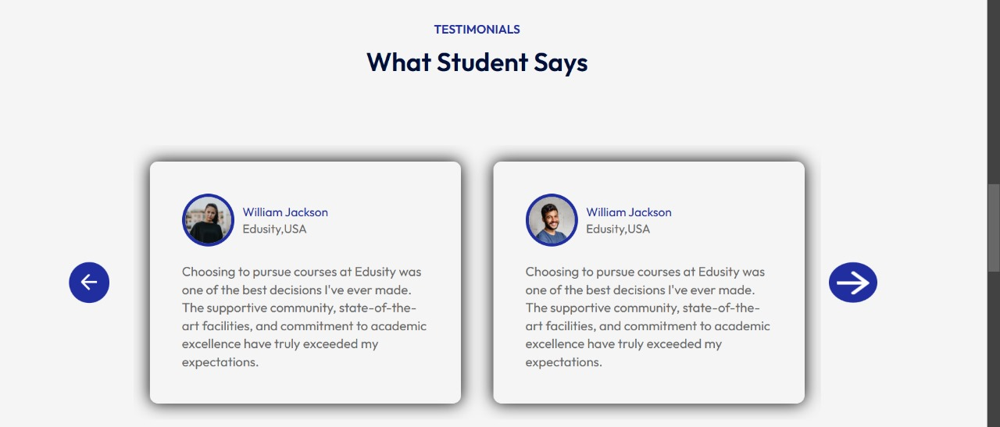 TESTIMONIALS
What Student Says
William Jackson
Edusity,USA
Choosing to pursue courses at Edusity was
one of the best decisions I've ever made.
The supportive community, state-of-the-
art facilities, and commitment to academic
excellence have truly exceeded my
expectations.
William Jackson
Edusity,USA
Choosing to pursue courses at Edusity was
one of the best decisions I've ever made.
The supportive community, state-of-the-
art facilities, and commitment to academic
excellence have truly exceeded my
expectations.